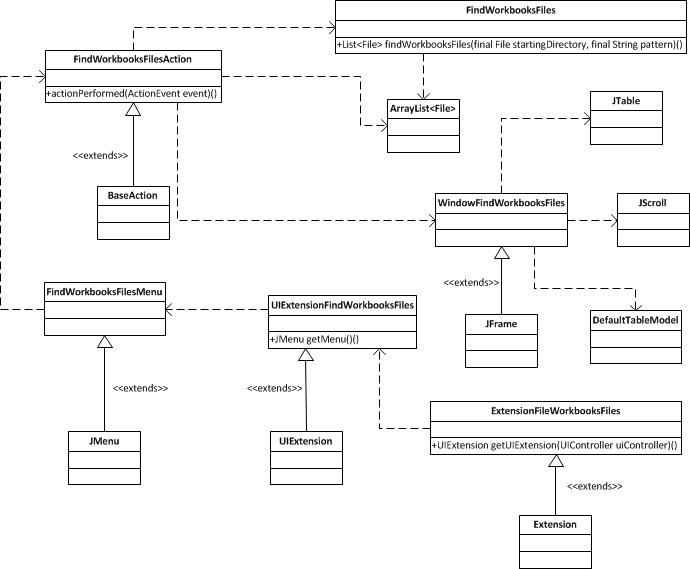 FindWorkbooksFiles
+List<File> findWorkbooksFiles(final File startingDirectory, final String pattern)()
FindWorkbooksFilesAction
+actionPerformed(ActionEvent event)()
ArrayList<File>
JTable
<<extends>>
BaseAction
WindowFindWorkbooksFiles
JScroll
<<extends>>
FindWorkbooksFilesMenu
UIExtensionFindWorkbooksFiles
+JMenu getMenu()()
JFrame
DefaultTableModel
<<extends>>
<<extends>>
ExtensionFileWorkbooksFiles
+UIExtension getUIExtension(UIController uiController)()
JMenu
UIExtension
<<extends>>
Extension